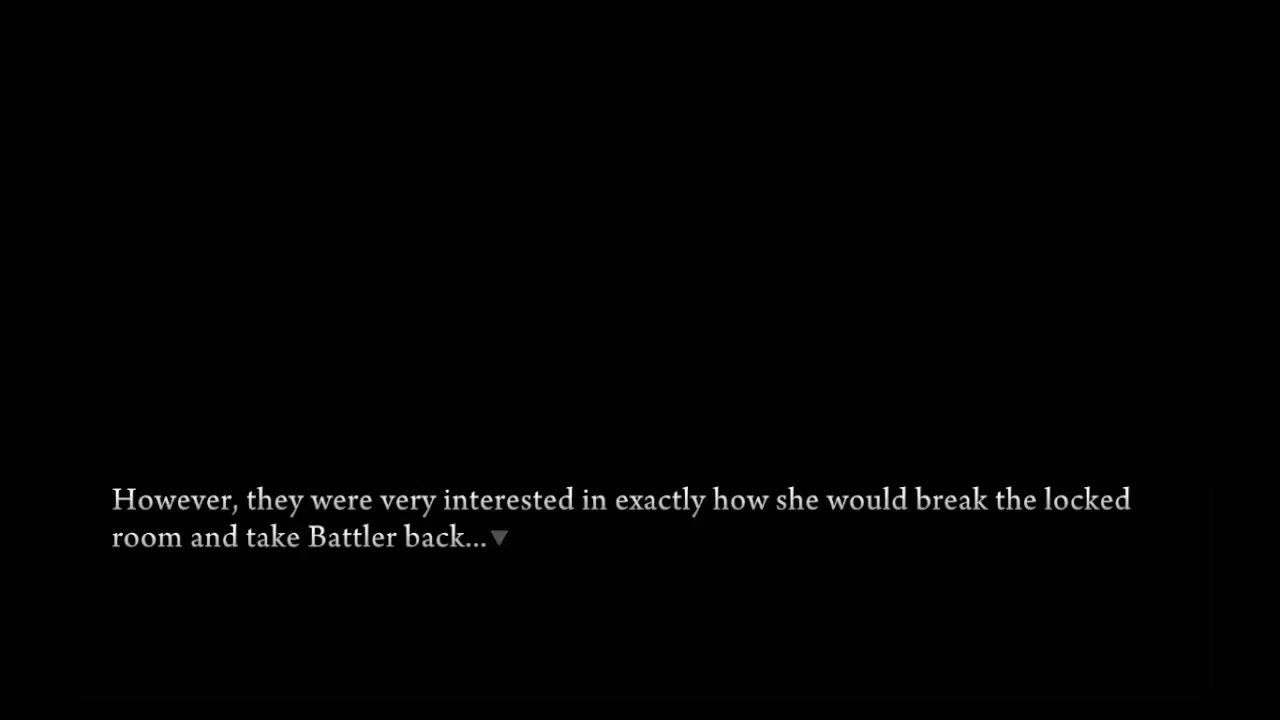 However, they were very interested in exactly how she would break the locked
room and take Battler back...